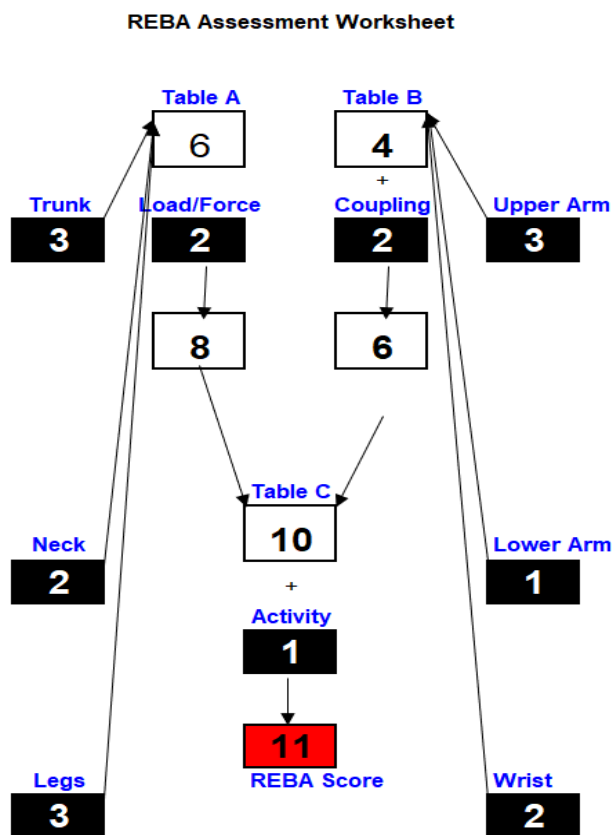 REBA Assessment Worksheet
Table A Table B
6 4
+
Trunk Load/Force Coupling Upper Arm
3 2 2 3
8 6
Table C
10
Neck Lower Arm
2 1
+
Activity
1
11
REBA Score
Legs Wrist
3 2